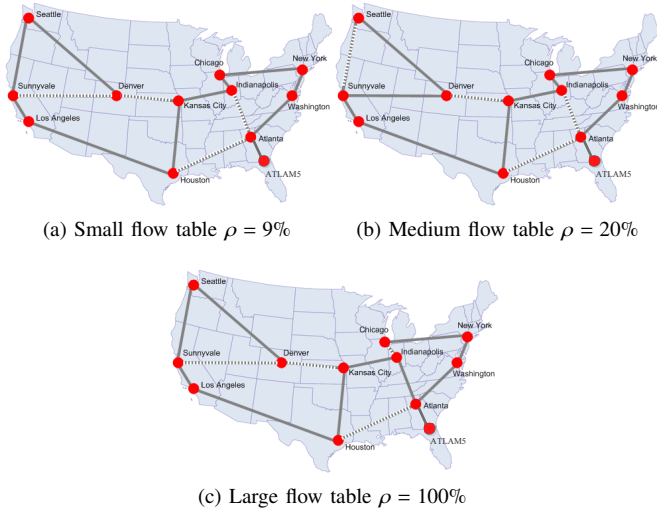 Seattle
Chicago
New York
Sunnyvale
Denver
Indianapolis
Kansas City
Washington
Los Angeles
Atlanta
Houston
ATLAM5
(a) Small flow table ρ = 9%
Seattle
Chicago
New York
Sunnyvale
Denver
Indianapolis
Kansas City
Washington
Los Angeles
Atlanta
Houston
ATLAM5
(b) Medium flow table ρ = 20%
Seattle
Chicago
New York
Sunnyvale
Denver
Indianapolis
Kansas City
Washington
Los Angeles
Atlanta
Houston
ATLAM5
(c) Large flow table ρ = 100%